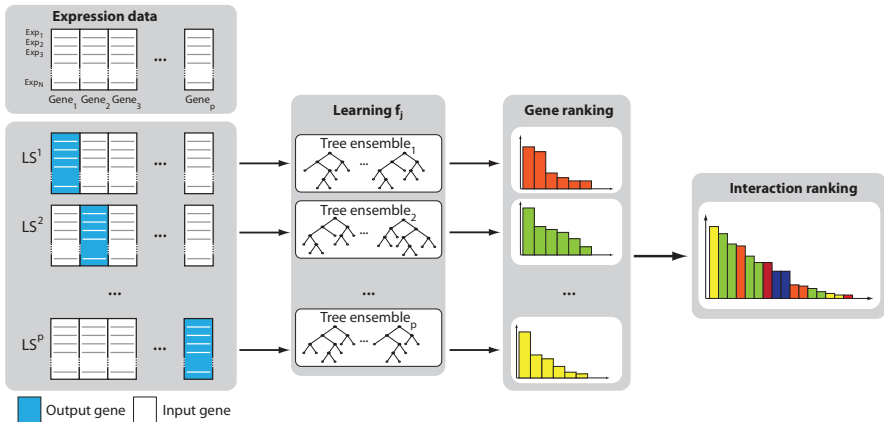 Expression data
Exp1
Exp2
Exp3
...
ExpN
Gene1 Gene2 Gene3 Genep
LS1 ...
LS2 ...
...
LSp ...
Output gene Input gene
Learning fj
Tree ensemble1
...
Tree ensemble2
...
...
Tree ensemblep
...
Gene ranking
...
Interaction ranking